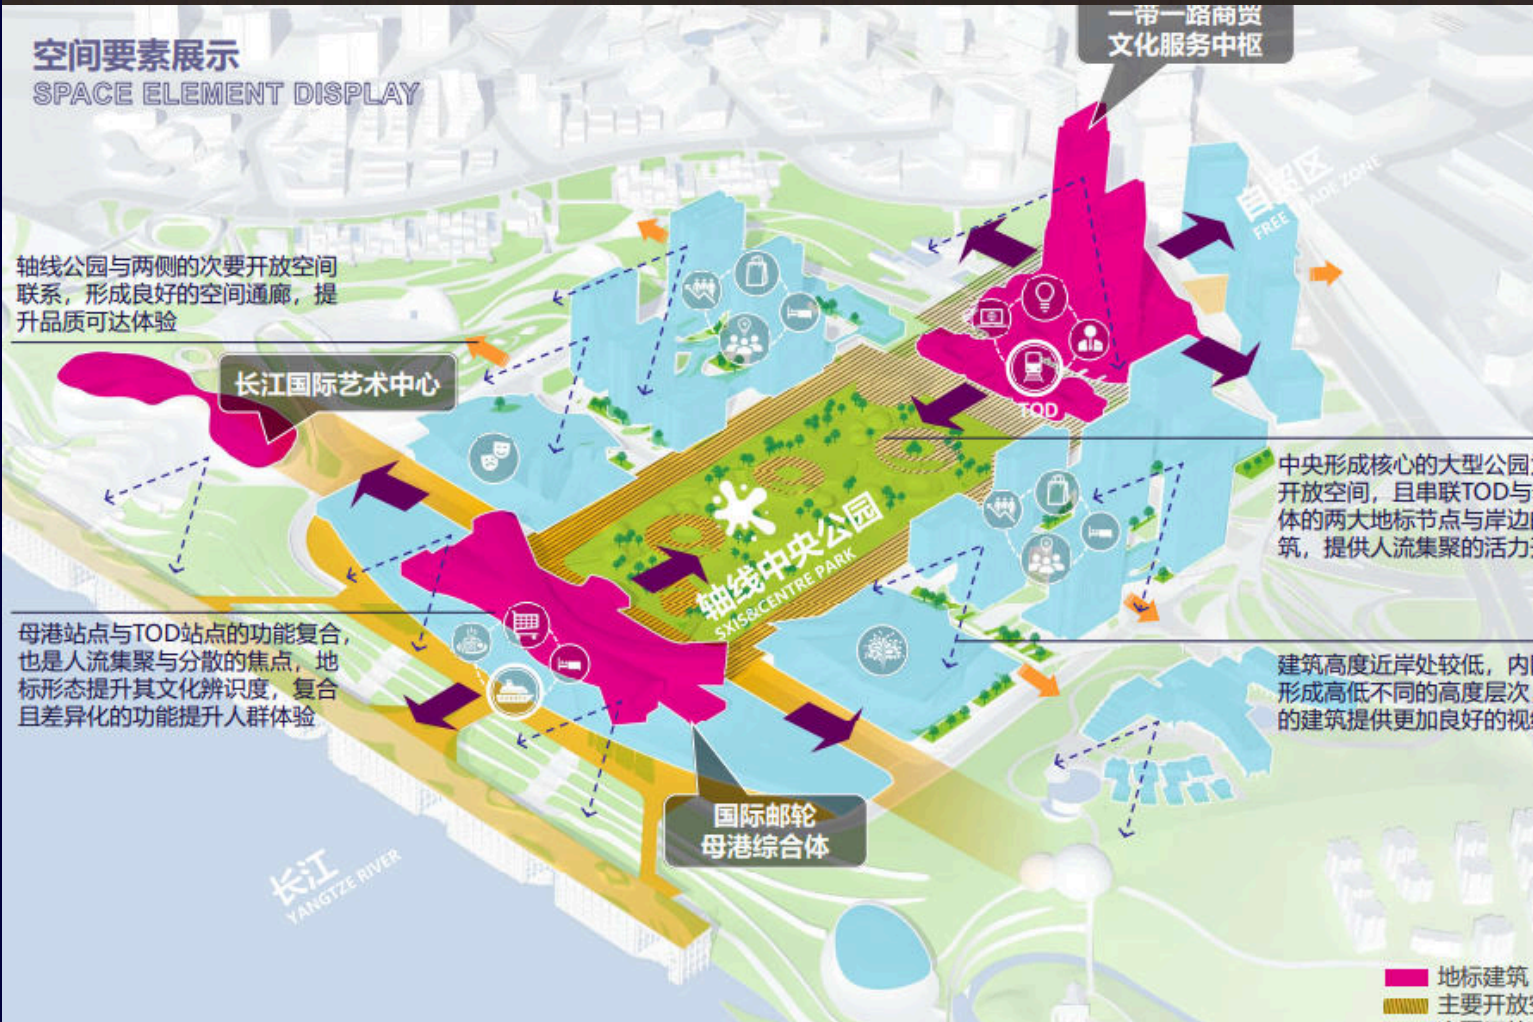 一带一路商贸
文化服务中枢
空间要素展示
SPACE ELEMENT DISPLAY
自贸区
FREE TRADE ZONE
轴线公园与两侧的次要开放空间
联系，形成良好的空间通廊，提
升品质可达体验
长江国际艺术中心
TOD
中央形成核心的大型公园
开放空间，且串联TOD与
体的两大地标节点与岸边
筑，提供人流集聚的活力
轴线中央公园
SXIS&CENTRE PARK
母港站点与TOD站点的功能复合，
也是人流集聚与分散的焦点，地
标形态提升其文化辨识度，复合
且差异化的功能提升人群体验
建筑高度近岸处较低，内
形成高低不同的高度层次
的建筑提供更加良好的视
国际邮轮
母港综合体
长江
YANGTZE RIVER
地标建筑
主要开放